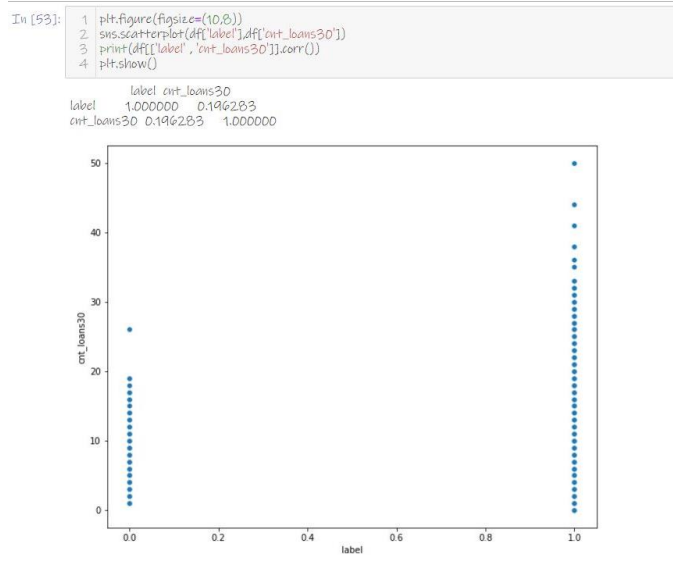 In [53]:
1 plt.figure(figsize=(10,8))
2 sns.scatterplot(df['label'],df['cnt_loans30'])
3 print(df[['label' , 'cnt_loans30']].corr())
4 plt.show()
label cnt_loans30
label 1.000000 0.196283
cnt_loans30 0.196283 1.000000
50
40
30
20
10
0
cnt_loans30
0.0 0.2 0.4 0.6 0.8 1.0
label